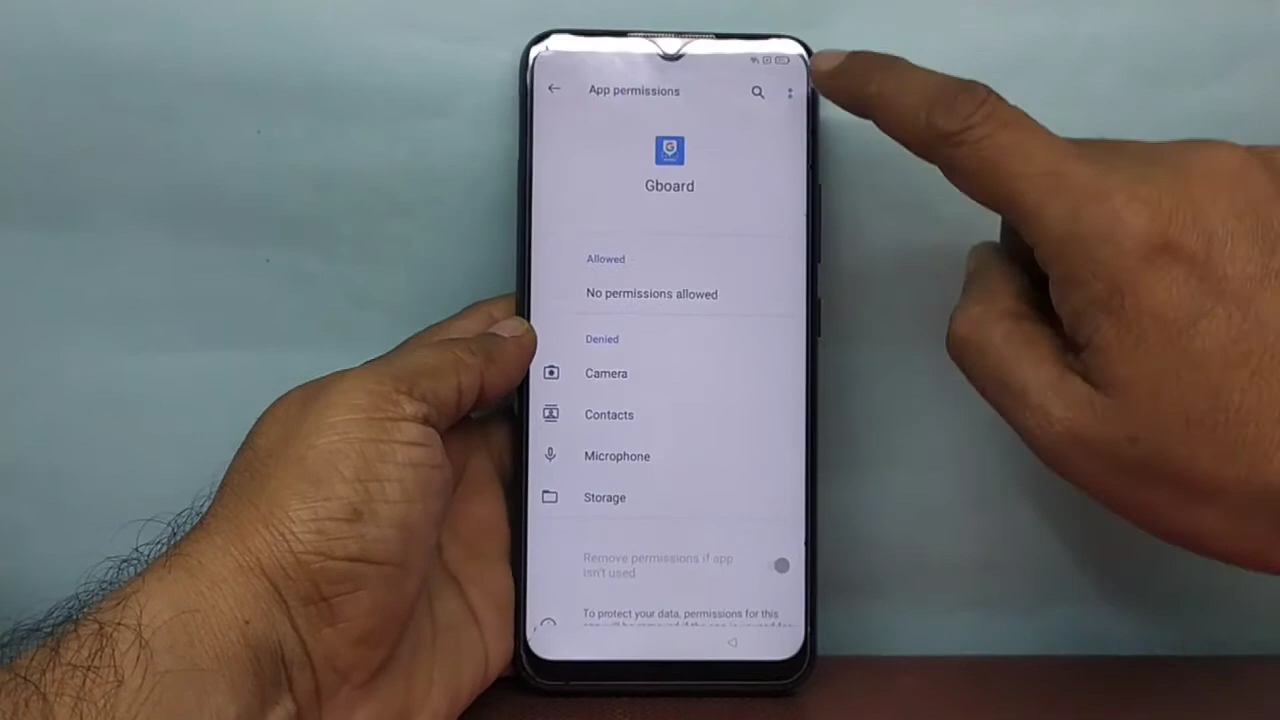 App permissions
Gboard
Allowed
No permissions allowed
Denied
Camera
Contacts
Microphone
Storage
Remove permissions if app
isn't used
To protect your data, permissions for this